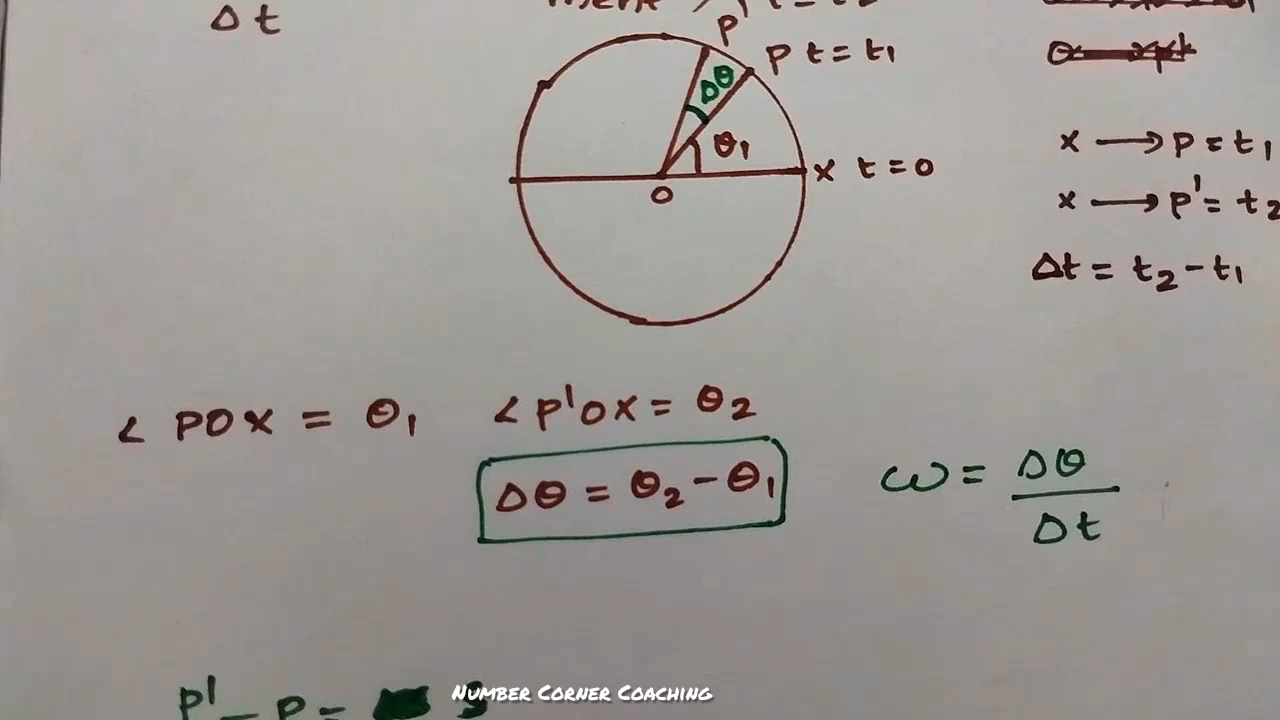 Δt
P'
P t = t1
Δθ
θ1
x t = 0
O
x → P = t1
x → P' = t2
Δt = t2 - t1
∠ POX = θ1 ∠ P'OX = θ2
Δθ = θ2 - θ1
ω = Δθ / Δt
P' - P = S
Number Corner Coaching